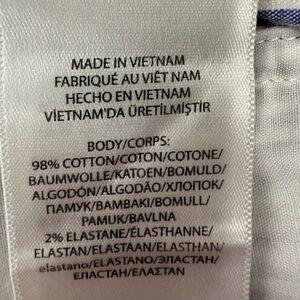 MADE IN VIETNAM
FABRIQUÉ AU VIÊT NAM
HECHO EN VIETNAM
VİETNAM'DA ÜRETİLMİŞTİR
BODY/CORPS:
98% COTTON/COTON/COTONE/
BAUMWOLLE/KATOEN/BOMULD/
ALGODÓN/ALGODÃO/ХЛОПОК/
ПАМУК/ΒΑΜΒΑΚΙ/BOMULL/
PAMUK/BAVLNA
2% ELASTANE/ÉLASTHANNE/
ELASTAN/ELASTAAN/ELASTHAN/
elastano/ELASTANO/ЭЛАСТАН/
ЕЛАСТАН/ΕΛΑΣΤΑΝ